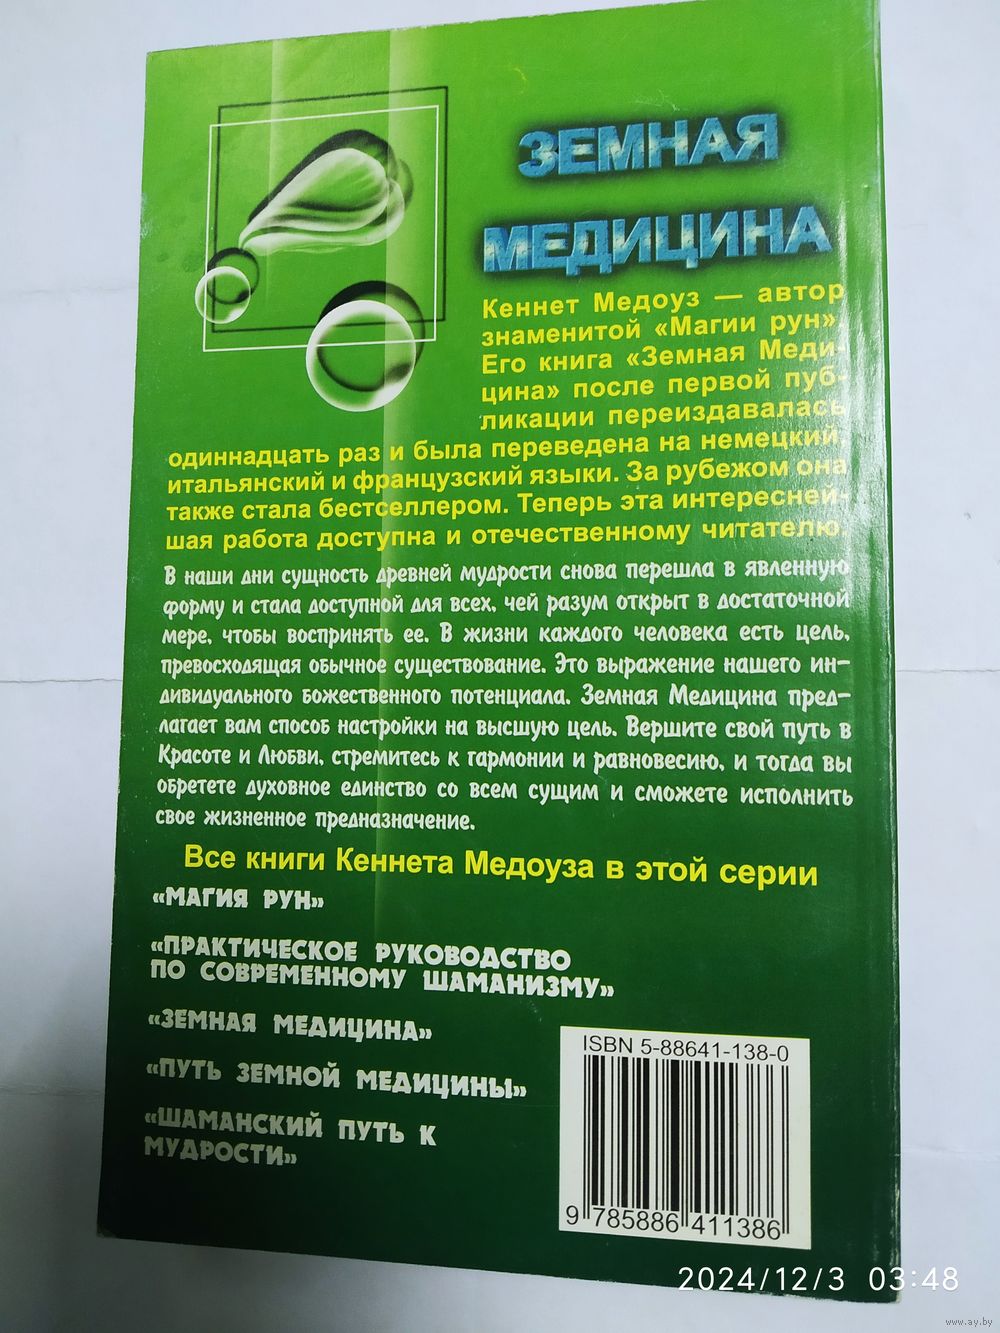 ЗЕМНАЯ
МЕДИЦИНА
Кеннет Медоуз — автор
знаменитой «Магии рун».
Его книга «Земная Меди-
цина» после первой пуб-
ликации переиздавалась
одиннадцать раз и была переведена на немецкий,
итальянский и французский языки. За рубежом она
также стала бестселлером. Теперь эта интересней-
шая работа доступна и отечественному читателю.
В наши дни сущность древней мудрости снова перешла в явленную
форму и стала доступной для всех, чей разум открыт в достаточной
мере, чтобы воспринять ее. В жизни каждого человека есть цель,
превосходящая обычное существование. Это выражение нашего ин-
дивидуального божественного потенциала. Земная Медицина пред-
лагает вам способ настройки на высшую цель. Вершите свой путь в
Красоте и Любви, стремитесь к гармонии и равновесию, и тогда вы
обретете духовное единство со всем сущим и сможете исполнить
свое жизненное предназначение.
Все книги Кеннета Медоуза в этой серии
«МАГИЯ РУН»
«ПРАКТИЧЕСКОЕ РУКОВОДСТВО
ПО СОВРЕМЕННОМУ ШАМАНИЗМУ»
«ЗЕМНАЯ МЕДИЦИНА»
«ПУТЬ ЗЕМНОЙ МЕДИЦИНЫ»
«ШАМАНСКИЙ ПУТЬ К
МУДРОСТИ»
ISBN 5-88641-138-0
9 785886 411386
2024/12/3 03:48
www.ay.by